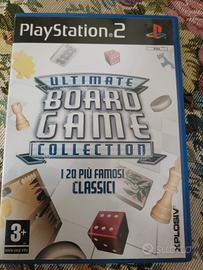 PlayStation®2
ULTIMATE
BOARD
GAME
COLLECTION
I 20 PIÙ FAMOSI
CLASSICI
3+
XPLOSIV